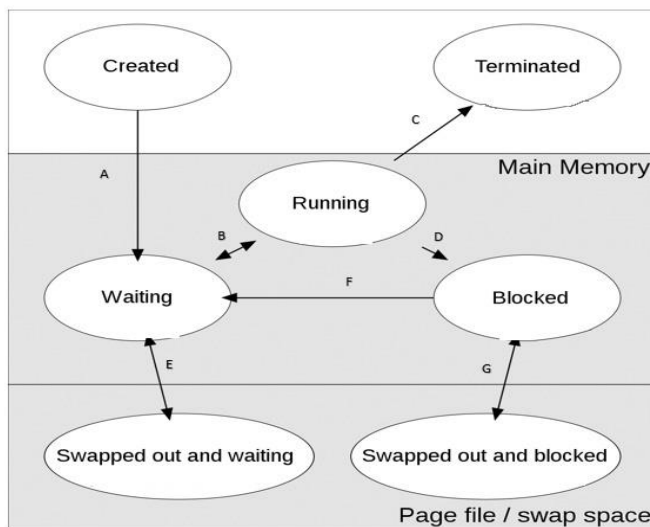 Created
Terminated
C
A
Main Memory
Running
B
D
Waiting
F
Blocked
E
G
Swapped out and waiting
Swapped out and blocked
Page file / swap space